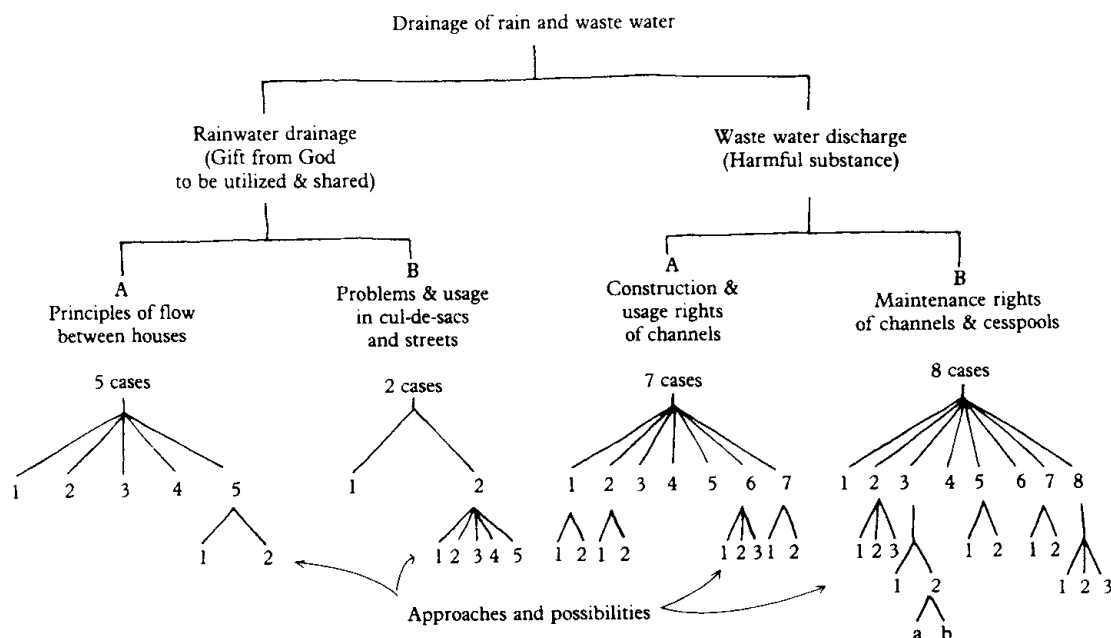 Drainage of rain and waste water
Rainwater drainage
(Gift from God
to be utilized & shared)
Waste water discharge
(Harmful substance)
A
Principles of flow
between houses
5 cases
1 2 3 4 5
1 2
B
Problems & usage
in cul-de-sacs
and streets
2 cases
1 2
1 2 3 4 5
A
Construction &
usage rights
of channels
7 cases
1 2 3 4 5 6 7
1 2 1 2 1 2 3 1 2
B
Maintenance rights
of channels & cesspools
8 cases
1 2 3 4 5 6 7 8
1 2 3 1 2 1 2
1 2 1 2 3
a b
Approaches and possibilities